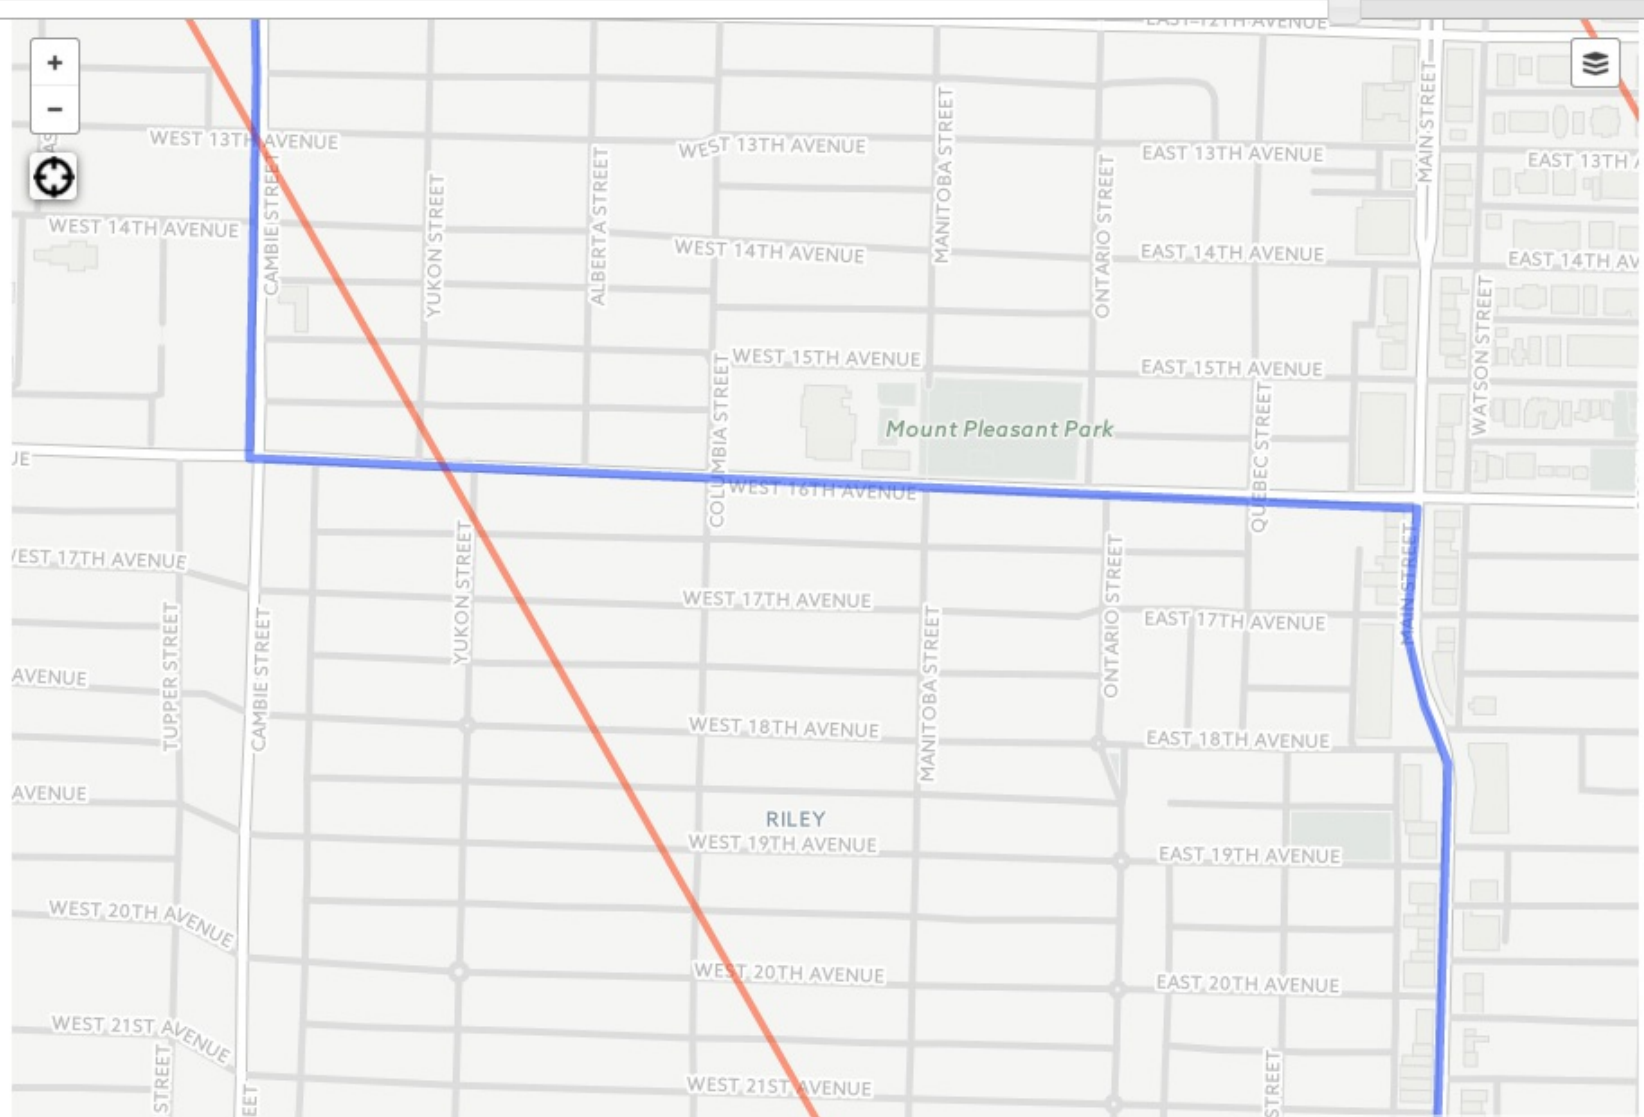 EAST 12TH AVENUE
+
−
WEST 13TH AVENUE
WEST 13TH AVENUE
EAST 13TH AVENUE
EAST 13TH A
MAIN STREET
MANITOBA STREET
ONTARIO STREET
CAMBIE STREET
YUKON STREET
ALBERTA STREET
WEST 14TH AVENUE
WEST 14TH AVENUE
EAST 14TH AVENUE
EAST 14TH AV
WATSON STREET
WEST 15TH AVENUE
EAST 15TH AVENUE
COLUMBIA STREET
QUEBEC STREET
Mount Pleasant Park
UE
WEST 16TH AVENUE
YUKON STREET
ONTARIO STREET
MAIN STREET
WEST 17TH AVENUE
WEST 17TH AVENUE
EAST 17TH AVENUE
TUPPER STREET
CAMBIE STREET
MANITOBA STREET
AVENUE
WEST 18TH AVENUE
EAST 18TH AVENUE
AVENUE
RILEY
WEST 19TH AVENUE
EAST 19TH AVENUE
WEST 20TH AVENUE
WEST 20TH AVENUE
EAST 20TH AVENUE
WEST 21ST AVENUE
WEST 21ST AVENUE
STREET
EET
STREET